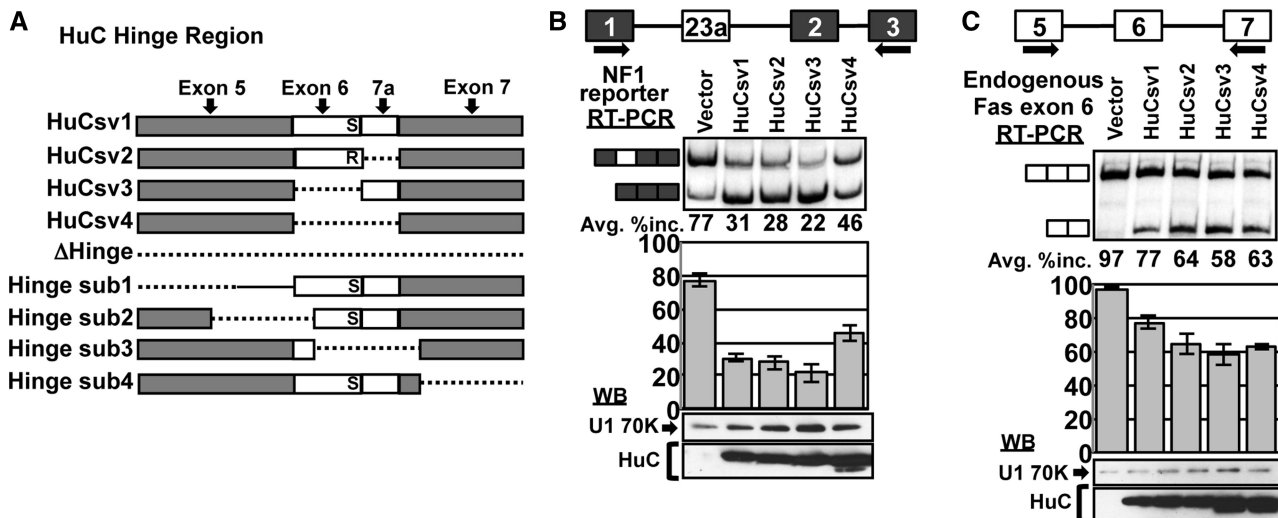 A
HuC Hinge Region
Exon 5 Exon 6 7a Exon 7
HuCsv1 S
HuCsv2 R
HuCsv3
HuCsv4
ΔHinge
Hinge sub1 S
Hinge sub2 S
Hinge sub3
Hinge sub4 S
B
1 23a 2 3
NF1
reporter
RT-PCR
Vector HuCsv1 HuCsv2 HuCsv3 HuCsv4
Avg. %inc. 77 31 28 22 46
100
80
60
40
20
0
WB
U1 70K
HuC
C
5 6 7
Endogenous
Fas exon 6
RT-PCR
Vector HuCsv1 HuCsv2 HuCsv3 HuCsv4
Avg. %inc. 97 77 64 58 63
100
80
60
40
20
0
WB
U1 70K
HuC